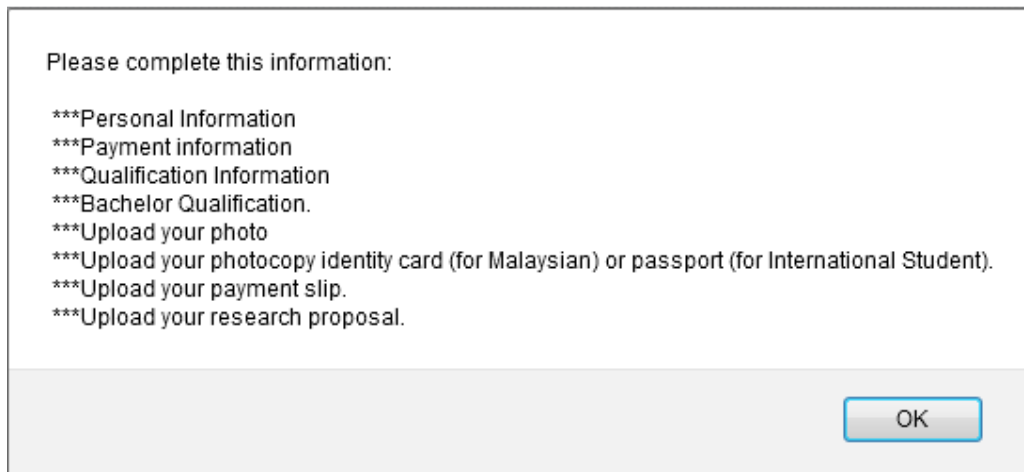 Please complete this information:
***Personal Information
***Payment information
***Qualification Information
***Bachelor Qualification.
***Upload your photo
***Upload your photocopy identity card (for Malaysian) or passport (for International Student).
***Upload your payment slip.
***Upload your research proposal.
OK